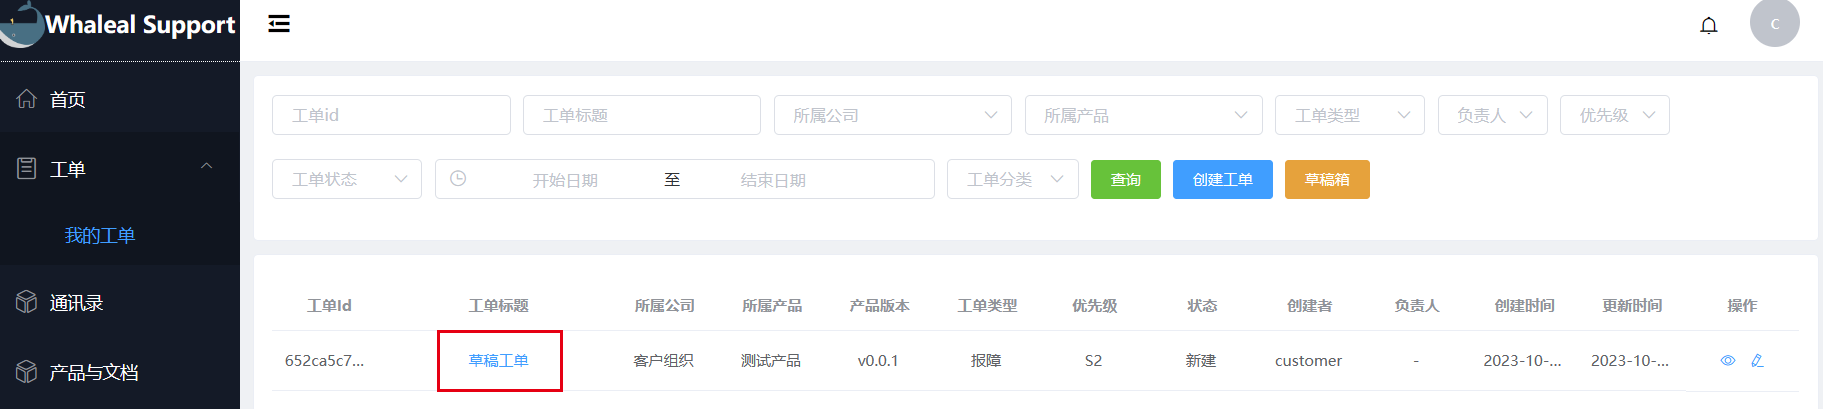 Whaleal Support
C
首页
工单
我的工单
通讯录
产品与文档
工单id 工单标题 所属公司 所属产品 工单类型 负责人 优先级
工单状态 开始日期 至 结束日期 工单分类 查询 创建工单 草稿箱
工单Id 工单标题 所属公司 所属产品 产品版本 工单类型 优先级 状态 创建者 负责人 创建时间 更新时间 操作
652ca5c7... 草稿工单 客户组织 测试产品 v0.0.1 报障 S2 新建 customer - 2023-10-... 2023-10-...